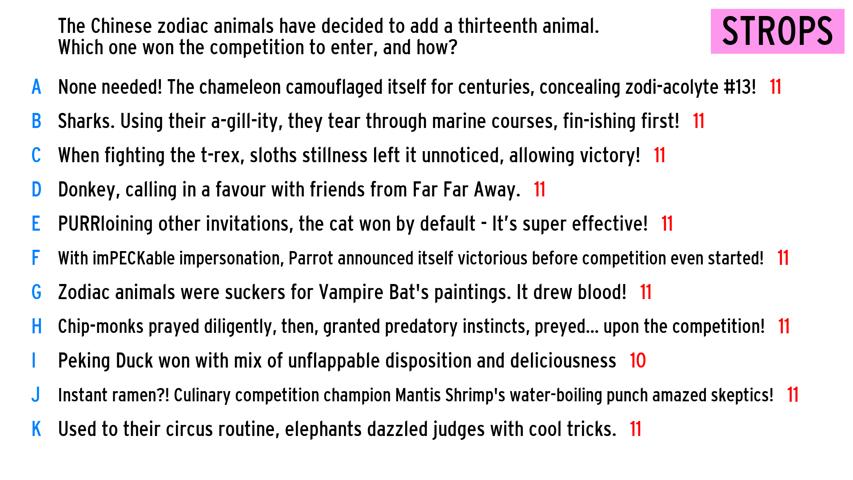 The Chinese zodiac animals have decided to add a thirteenth animal.
Which one won the competition to enter, and how?
STROPS
A None needed! The chameleon camouflaged itself for centuries, concealing zodi-acolyte #13! 11
B Sharks. Using their a-gill-ity, they tear through marine courses, fin-ishing first! 11
C When fighting the t-rex, sloths stillness left it unnoticed, allowing victory! 11
D Donkey, calling in a favour with friends from Far Far Away. 11
E PURRloining other invitations, the cat won by default - It's super effective! 11
F With imPECKable impersonation, Parrot announced itself victorious before competition even started! 11
G Zodiac animals were suckers for Vampire Bat's paintings. It drew blood! 11
H Chip-monks prayed diligently, then, granted predatory instincts, preyed... upon the competition! 11
I Peking Duck won with mix of unflappable disposition and deliciousness 10
J Instant ramen?! Culinary competition champion Mantis Shrimp's water-boiling punch amazed skeptics! 11
K Used to their circus routine, elephants dazzled judges with cool tricks. 11